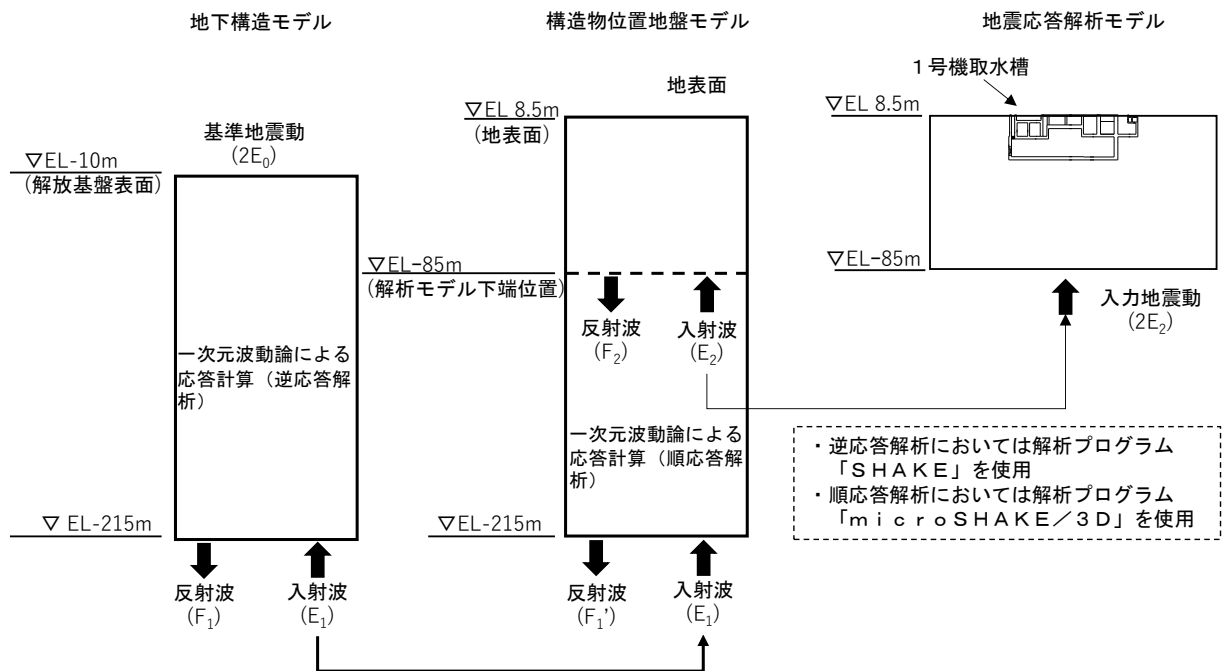 地下構造モデル
基準地震動
(2E₀)
▽EL-10m
(解放基盤表面)
一次元波動論による
応答計算（逆応答解
析）
▽ EL-215m
反射波
(F₁)
入射波
(E₁)
構造物位置地盤モデル
地表面
▽EL 8.5m
(地表面)
▽EL-85m
(解析モデル下端位置)
反射波
(F₂)
入射波
(E₂)
一次元波動論による
応答計算（順応答解
析）
▽EL-215m
反射波
(F₁')
入射波
(E₁)
地震応答解析モデル
１号機取水槽
▽EL 8.5m
▽EL-85m
入力地震動
(2E₂)
・逆応答解析においては解析プログラム
「ＳＨＡＫＥ」を使用
・順応答解析においては解析プログラム
「ｍｉｃｒｏＳＨＡＫＥ／３Ｄ」を使用